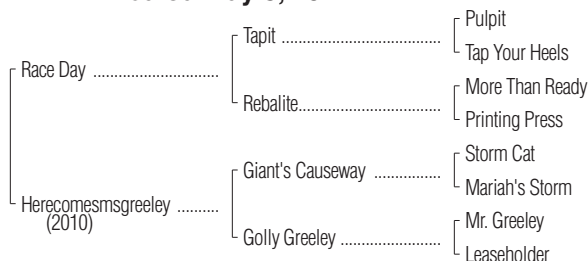 Pulpit
Tapit
Tap Your Heels
Race Day
More Than Ready
Rebalite
Printing Press
Storm Cat
Giant's Causeway
Mariah's Storm
Herecomesmsgreeley
(2010)
Mr. Greeley
Golly Greeley
Leaseholder